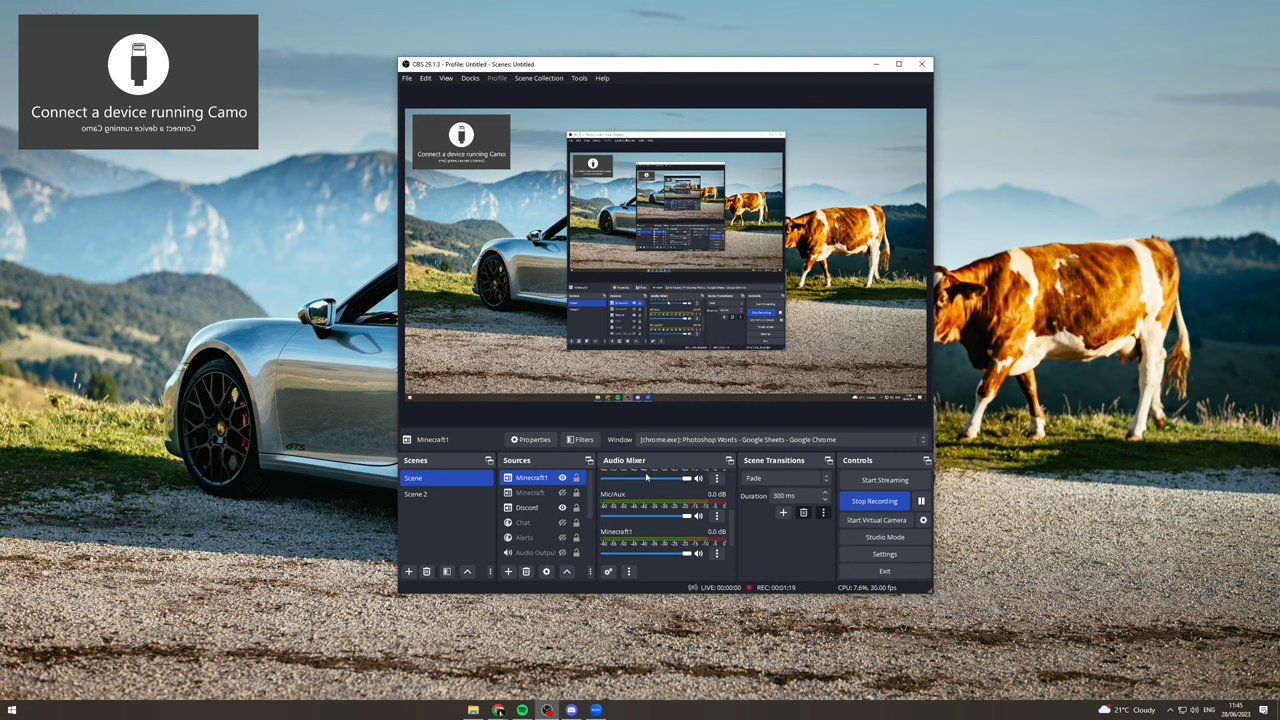 Connect a device running Camo
Connect a device running Camo
OBS 29.1.3 - Profile: Untitled - Scenes: Untitled
File Edit View Docks Profile Scene Collection Tools Help
Connect a device running Camo
Minecraft1 Properties Filters Window [chrome.exe]: Photoshop Words - Google Sheets - Google Chrome
Scenes Sources Audio Mixer Scene Transitions Controls
Scene Minecraft1 Fade Start Streaming
Scene 2 Minecraft Mic/Aux 0.0 dB Duration 300 ms Stop Recording
Discord
Chat Start Virtual Camera
Alerts Minecraft1 0.0 dB Studio Mode
Audio Output Settings
Exit
LIVE: 00:00:00 REC: 00:01:19 CPU: 7.6%, 30.00 fps
GTS
21°C Cloudy ENG 11:45
28/06/2023